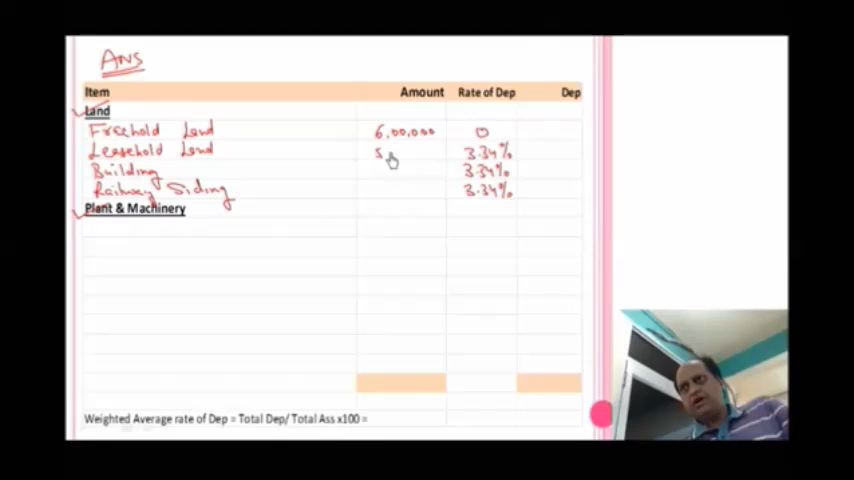 Ans
Item Amount Rate of Dep Dep
Land
Freehold Land 6,00,000 0
Leasehold Land 5 3.34%
Building 3.34%
Railway Siding 3.34%
Plant & Machinery
Weighted Average rate of Dep = Total Dep/ Total Ass x100 =